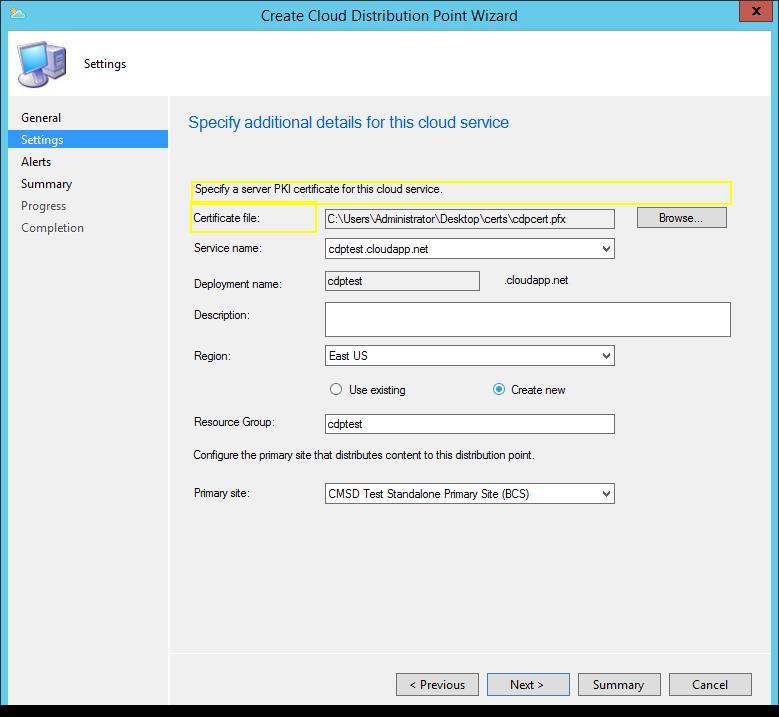 Create Cloud Distribution Point Wizard
X
Settings
General
Settings
Alerts
Summary
Progress
Completion
Specify additional details for this cloud service
Specify a server PKI certificate for this cloud service.
Certificate file: C:\Users\Administrator\Desktop\certs\cdpcert.pfx Browse...
Service name: cdptest.cloudapp.net
Deployment name: cdptest .cloudapp.net
Description:
Region: East US
Use existing Create new
Resource Group: cdptest
Configure the primary site that distributes content to this distribution point.
Primary site: CMSD Test Standalone Primary Site (BCS)
< Previous Next > Summary Cancel